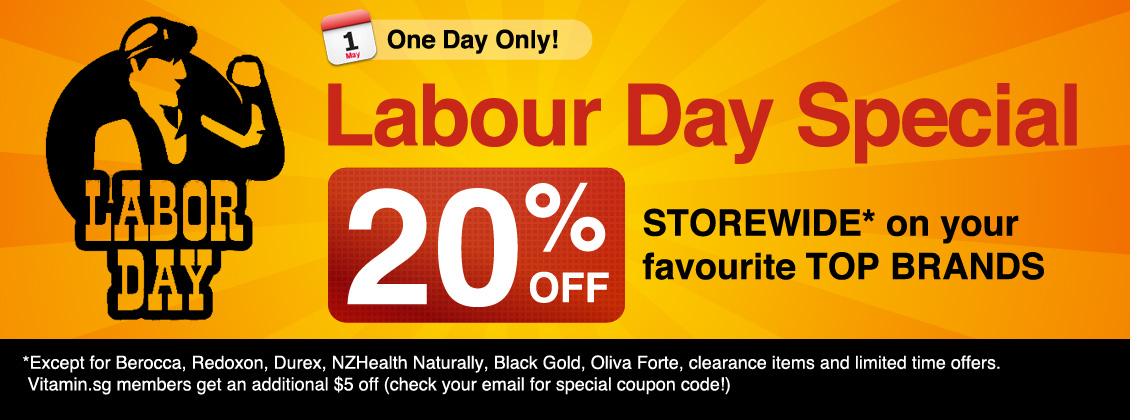 1
May
One Day Only!
Labour Day Special
LABOR
DAY
20% OFF
STOREWIDE* on your
favourite TOP BRANDS
*Except for Berocca, Redoxon, Durex, NZHealth Naturally, Black Gold, Oliva Forte, clearance items and limited time offers.
Vitamin.sg members get an additional $5 off (check your email for special coupon code!)